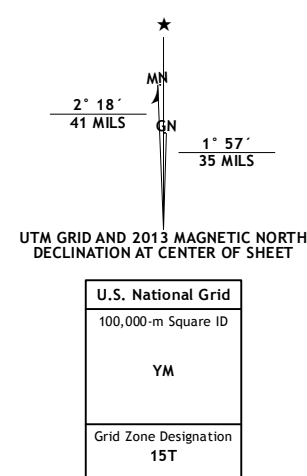 ★
MN
2° 18´
41 MILS
GN
1° 57´
35 MILS
UTM GRID AND 2013 MAGNETIC NORTH
DECLINATION AT CENTER OF SHEET
U.S. National Grid
100,000-m Square ID
YM
Grid Zone Designation
15T